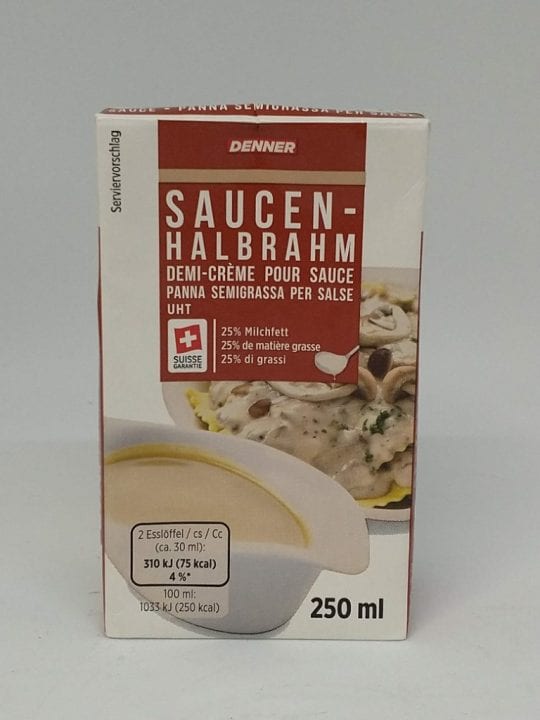 SAUCE • PANNA SEMIGRASSA PER SALSE
Serviervorschlag
DENNER
SAUCEN-
HALBRAHM
DEMI-CRÈME POUR SAUCE
PANNA SEMIGRASSA PER SALSE
UHT
SUISSE
GARANTIE
25% Milchfett
25% de matière grasse
25% di grassi
2 Esslöffel / cs / Cc
(ca. 30 ml):
310 kJ (75 kcal)
4 %*
100 ml:
1033 kJ (250 kcal)
250 ml